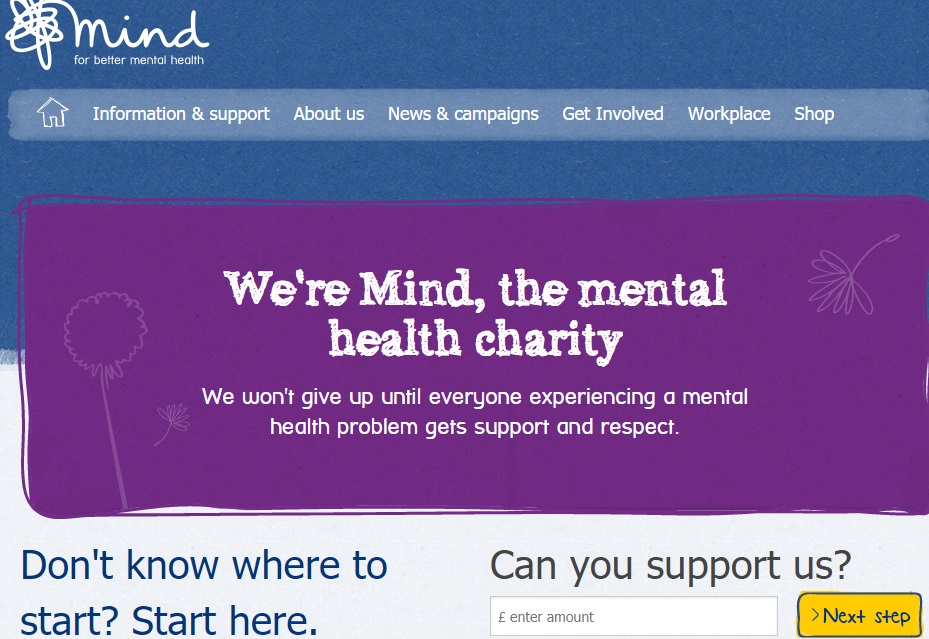 mind
for better mental health
Information & support About us News & campaigns Get Involved Workplace Shop
We're Mind, the mental
health charity
We won't give up until everyone experiencing a mental
health problem gets support and respect.
Don't know where to
start? Start here.
Can you support us?
£ enter amount
>Next step